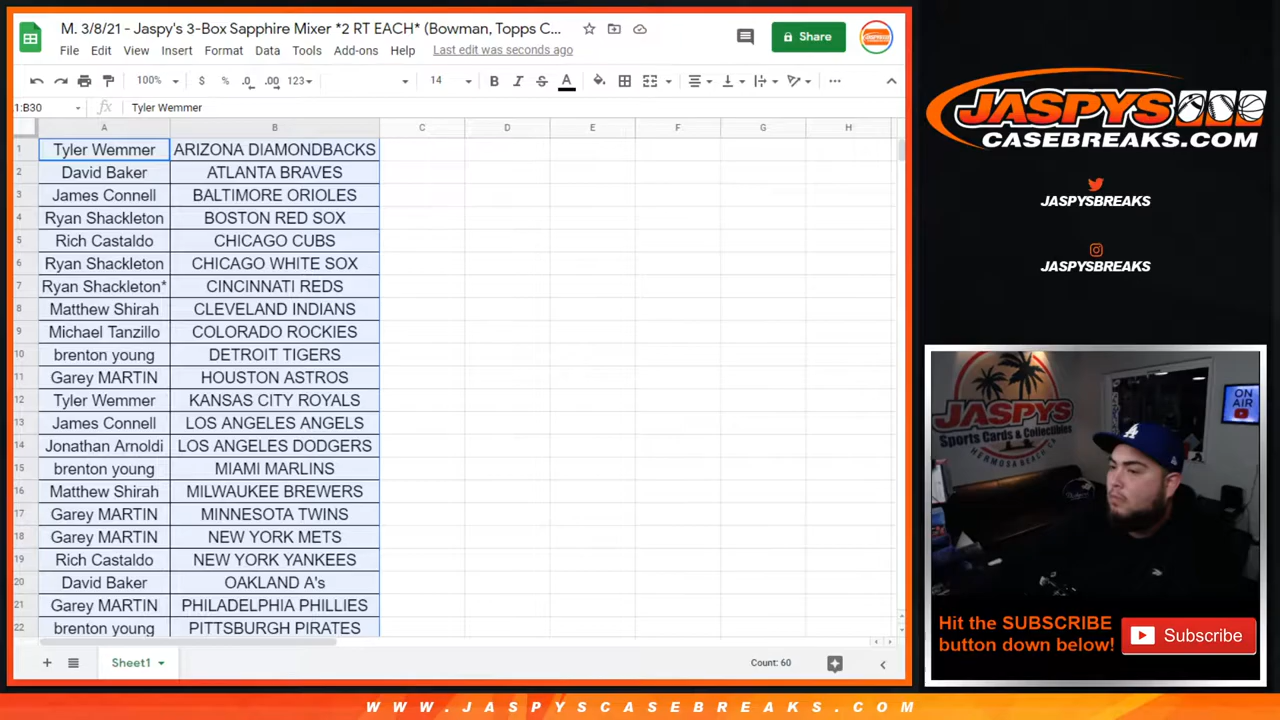 M. 3/8/21 - Jaspy's 3-Box Sapphire Mixer *2 RT EACH* (Bowman, Topps C...
Share
File Edit View Insert Format Data Tools Add-ons Help Last edit was seconds ago
100% $ % .0 .00 123 14 B I S A
1:B30 fx Tyler Wemmer
A B C D E F G H
1 Tyler Wemmer ARIZONA DIAMONDBACKS
2 David Baker ATLANTA BRAVES
3 James Connell BALTIMORE ORIOLES
4 Ryan Shackleton BOSTON RED SOX
5 Rich Castaldo CHICAGO CUBS
6 Ryan Shackleton CHICAGO WHITE SOX
7 Ryan Shackleton* CINCINNATI REDS
8 Matthew Shirah CLEVELAND INDIANS
9 Michael Tanzillo COLORADO ROCKIES
10 brenton young DETROIT TIGERS
11 Garey MARTIN HOUSTON ASTROS
12 Tyler Wemmer KANSAS CITY ROYALS
13 James Connell LOS ANGELES ANGELS
14 Jonathan Arnoldi LOS ANGELES DODGERS
15 brenton young MIAMI MARLINS
16 Matthew Shirah MILWAUKEE BREWERS
17 Garey MARTIN MINNESOTA TWINS
18 Garey MARTIN NEW YORK METS
19 Rich Castaldo NEW YORK YANKEES
20 David Baker OAKLAND A's
21 Garey MARTIN PHILADELPHIA PHILLIES
22 brenton young PITTSBURGH PIRATES
Sheet1 Count: 60
JASPYS
CASEBREAKS.COM
JASPYSBREAKS
JASPYSBREAKS
JASPYS
Sports Cards & Collectibles
HERMOSA BEACH, CA
ON
AIR
Hit the SUBSCRIBE
button down below!
Subscribe
WWW.JASPYSCASEBREAKS.COM